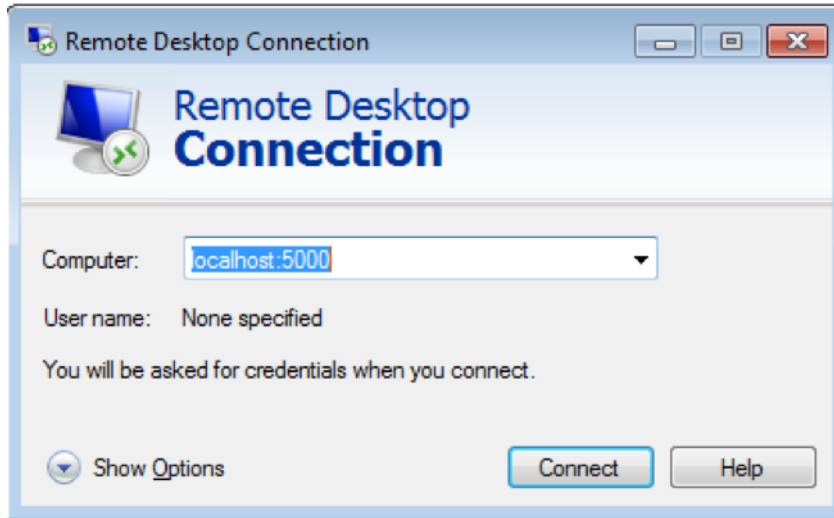 Remote Desktop Connection
Remote Desktop
Connection
Computer: localhost:5000
User name: None specified
You will be asked for credentials when you connect.
Show Options Connect Help